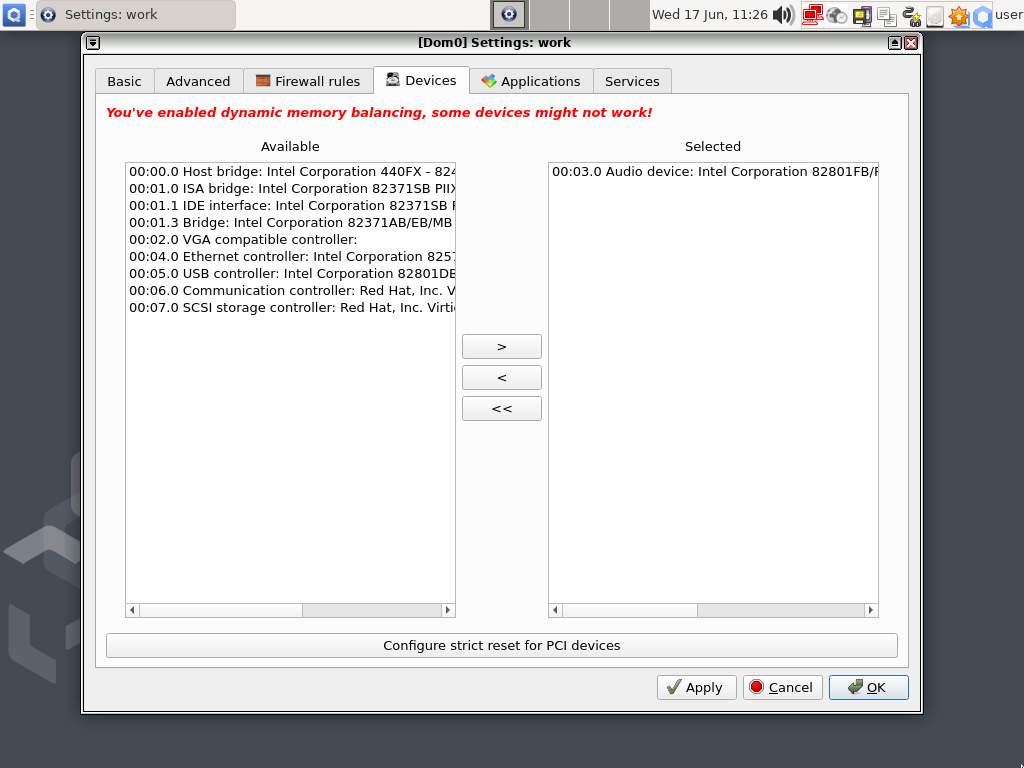 Settings: work
Wed 17 Jun, 11:26
user
[Dom0] Settings: work
Basic
Advanced
Firewall rules
Devices
Applications
Services
You've enabled dynamic memory balancing, some devices might not work!
Available
Selected
00:00.0 Host bridge: Intel Corporation 440FX - 824
00:01.0 ISA bridge: Intel Corporation 82371SB PIIX
00:01.1 IDE interface: Intel Corporation 82371SB
00:01.3 Bridge: Intel Corporation 82371AB/EB/MB
00:02.0 VGA compatible controller:
00:04.0 Ethernet controller: Intel Corporation 8257
00:05.0 USB controller: Intel Corporation 82801DB
00:06.0 Communication controller: Red Hat, Inc. V
00:07.0 SCSI storage controller: Red Hat, Inc. Virti
00:03.0 Audio device: Intel Corporation 82801FB/F
>
<
<<
Configure strict reset for PCI devices
Apply
Cancel
OK